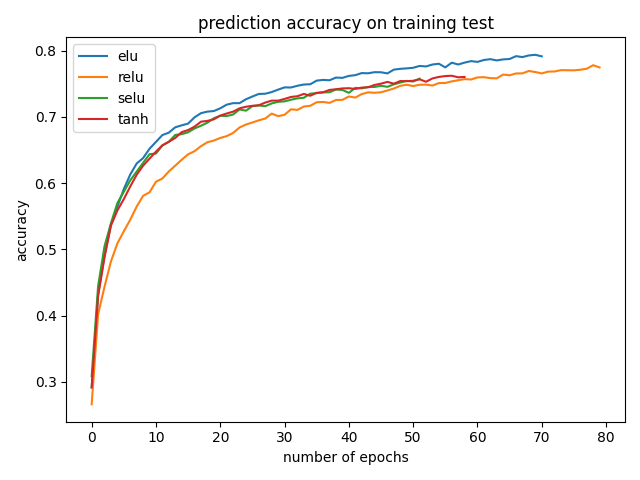 prediction accuracy on training test
elu
relu
selu
tanh
accuracy
0.8
0.7
0.6
0.5
0.4
0.3
0 10 20 30 40 50 60 70 80
number of epochs